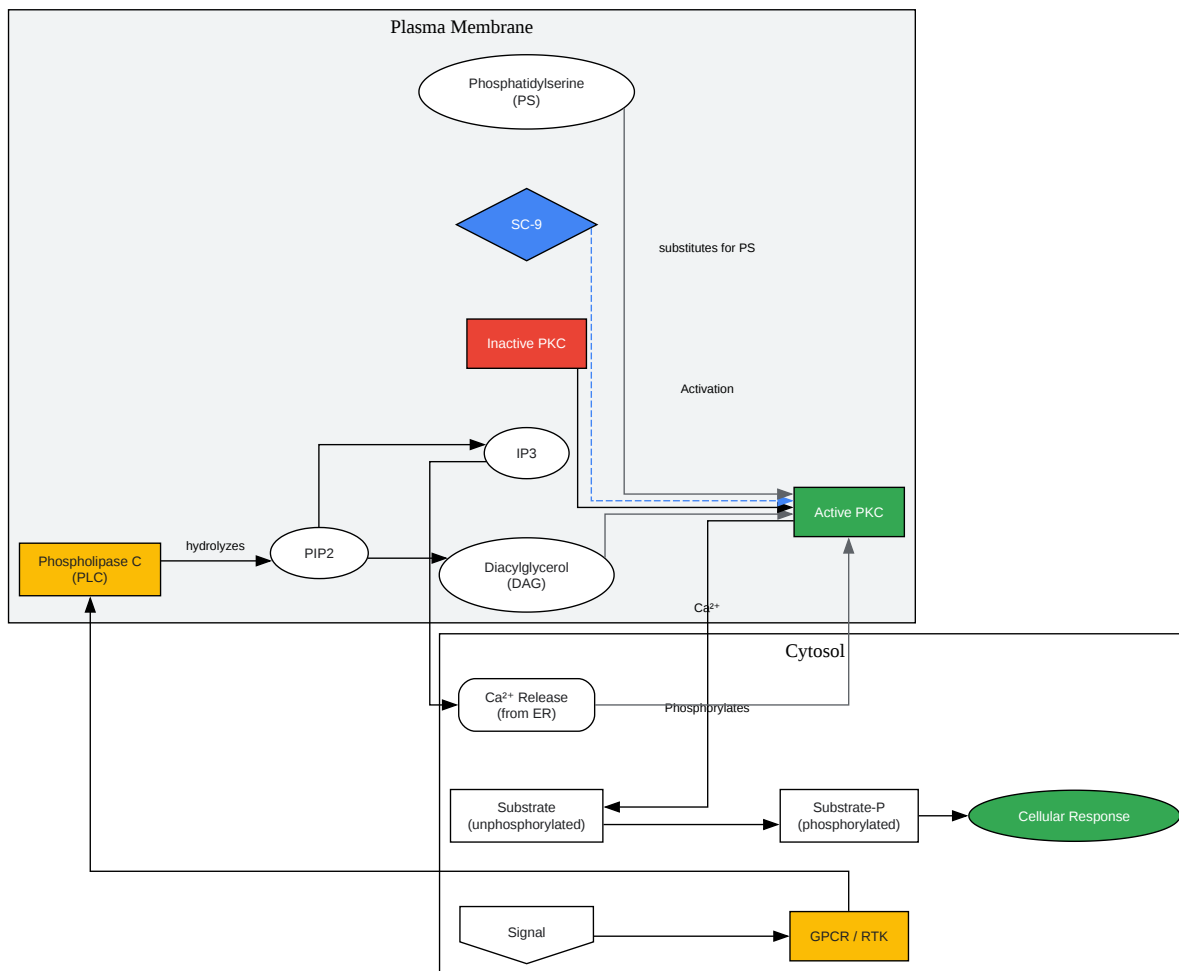 Plasma Membrane
Phosphatidylserine
(PS)
SC-9
substitutes for PS
Inactive PKC
Activation
IP3
Active PKC
hydrolyzes
PIP2
Phospholipase C
(PLC)
Diacylglycerol
(DAG)
Ca²⁺
Cytosol
Ca²⁺ Release
(from ER)
Phosphorylates
Substrate
(unphosphorylated)
Substrate-P
(phosphorylated)
Cellular Response
Signal
GPCR / RTK